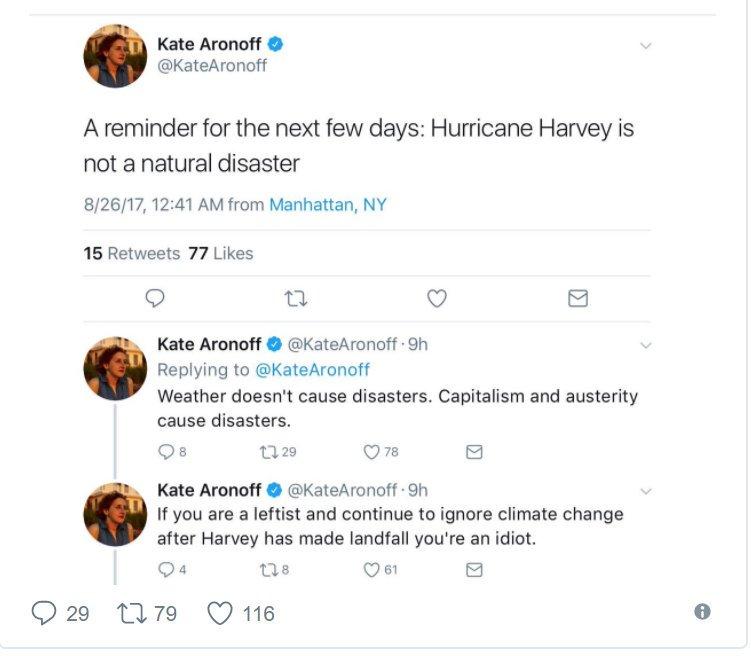 Kate Aronoff
@KateAronoff
A reminder for the next few days: Hurricane Harvey is
not a natural disaster
8/26/17, 12:41 AM from Manhattan, NY
15 Retweets 77 Likes
Kate Aronoff @KateAronoff · 9h
Replying to @KateAronoff
Weather doesn't cause disasters. Capitalism and austerity
cause disasters.
8 29 78
Kate Aronoff @KateAronoff · 9h
If you are a leftist and continue to ignore climate change
after Harvey has made landfall you're an idiot.
4 8 61
29 79 116